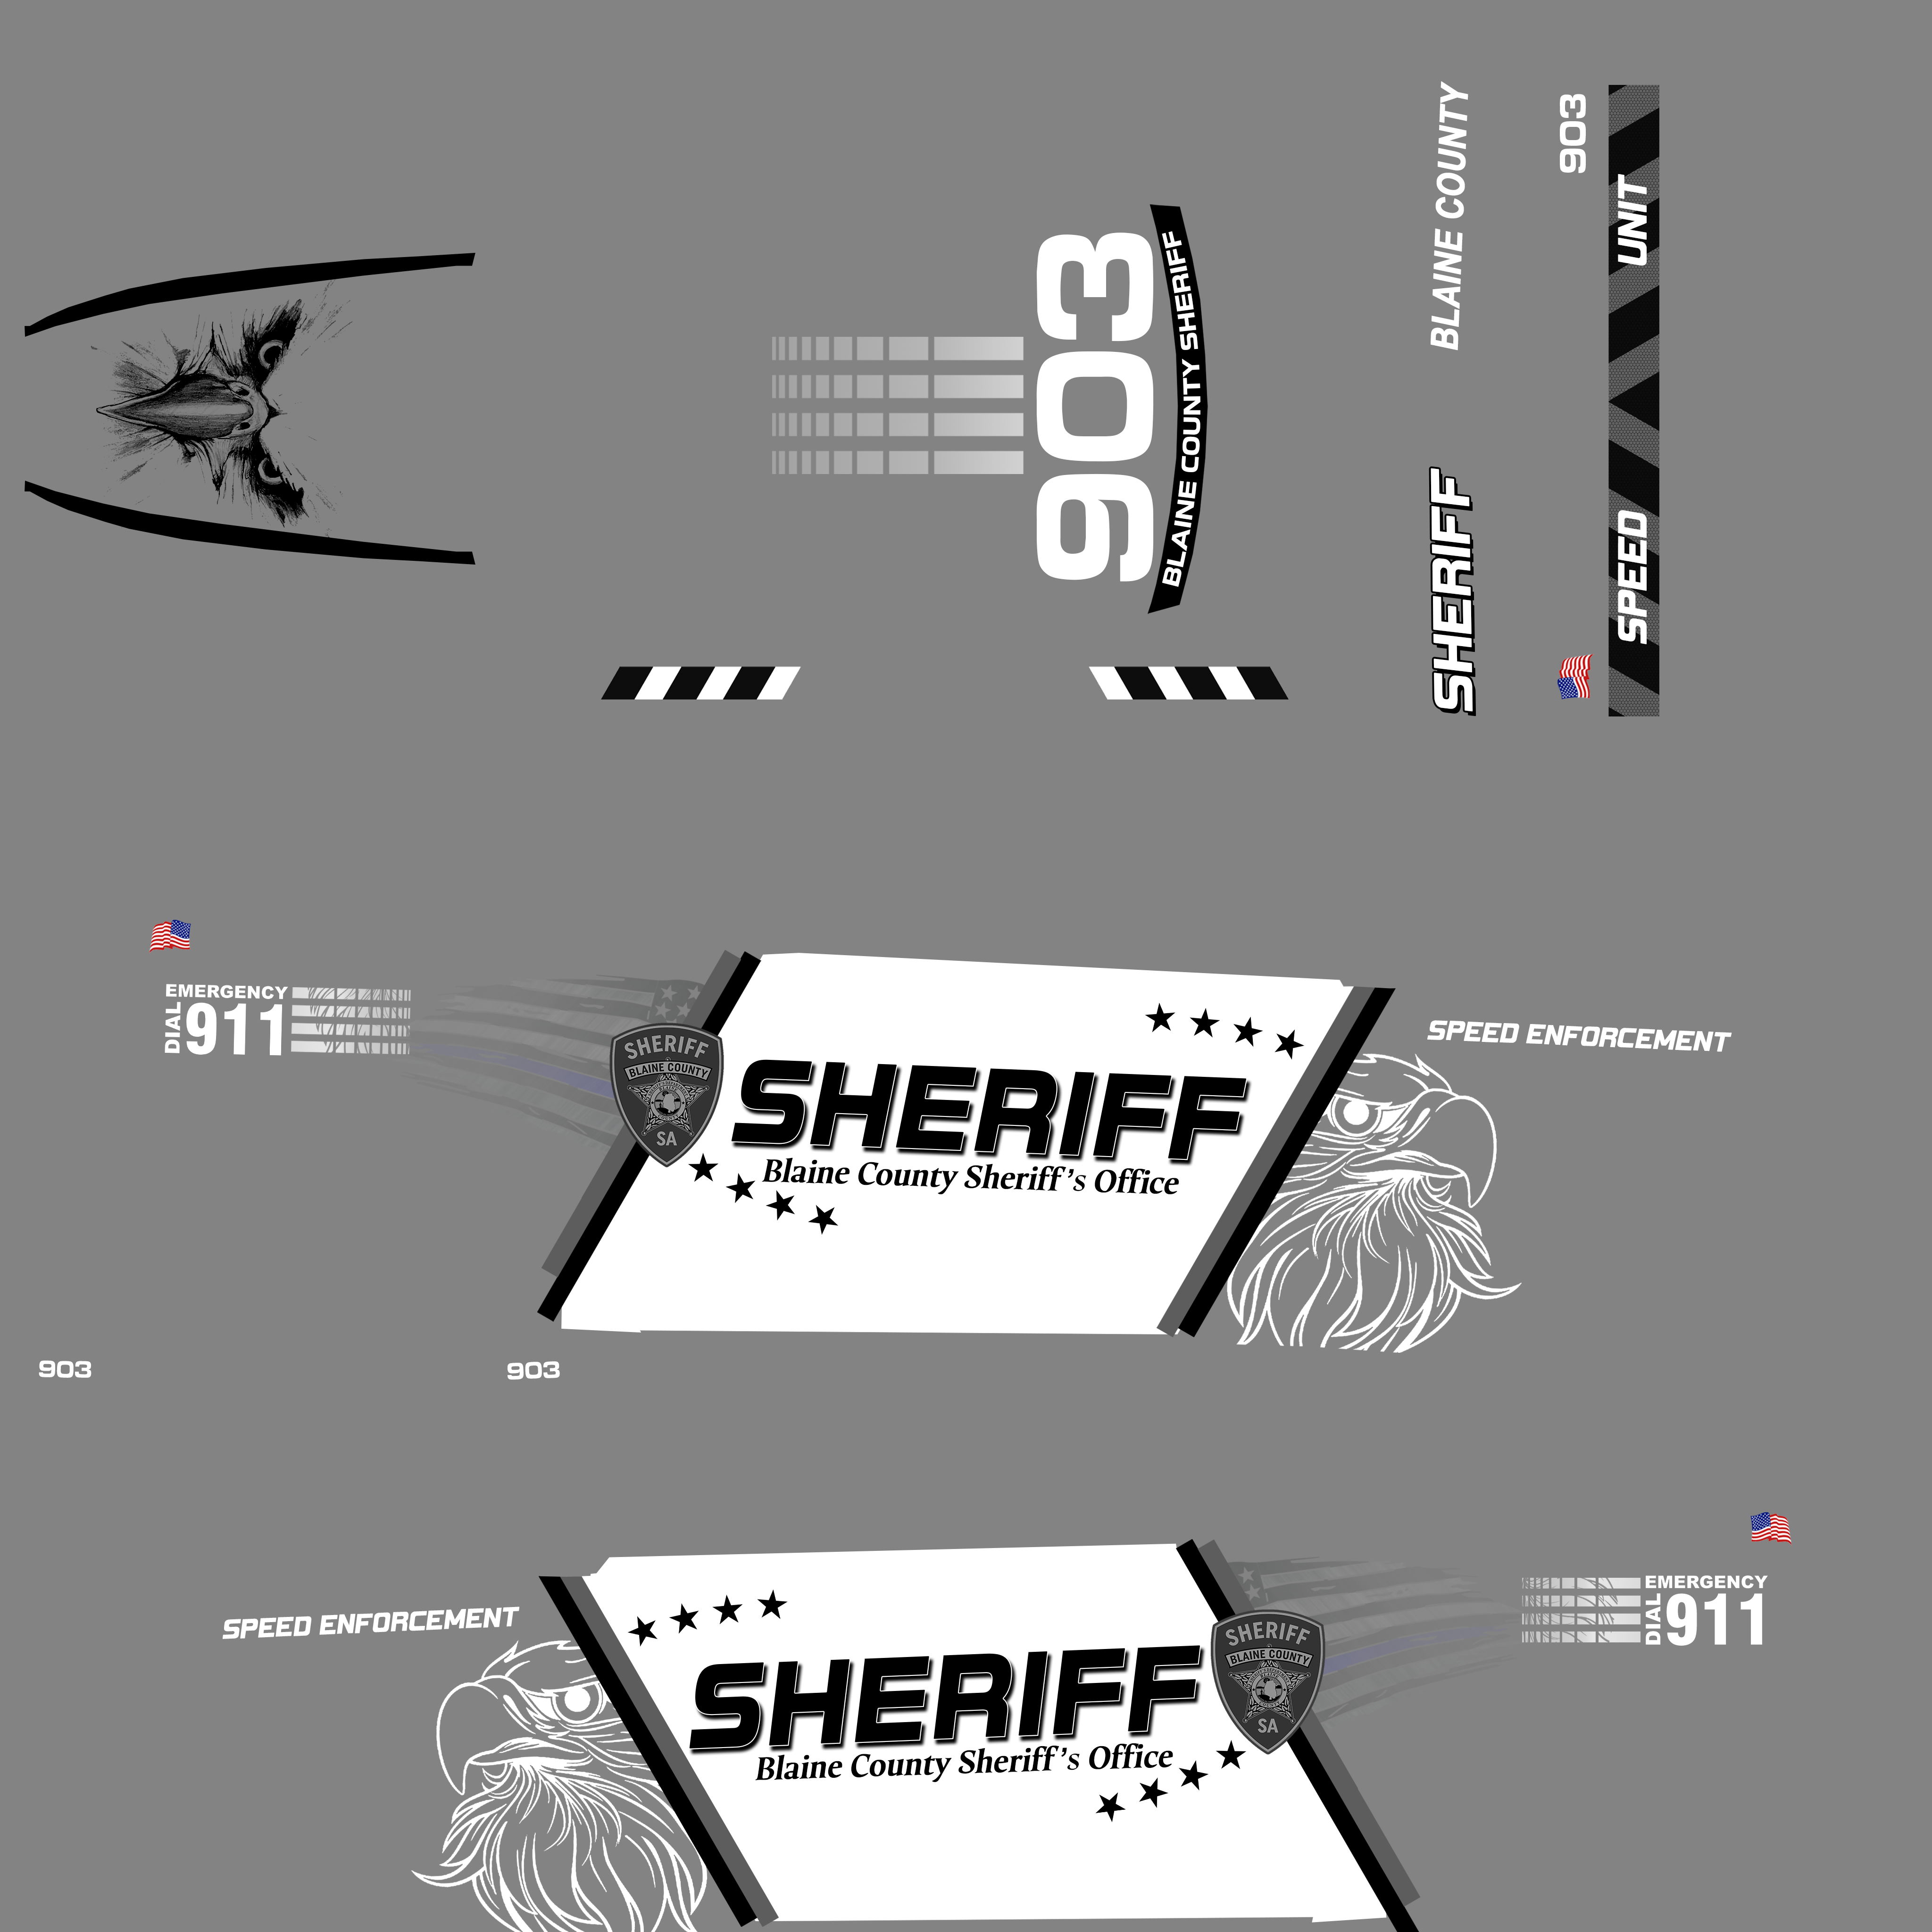 903
BLAINE COUNTY SHERIFF
BLAINE COUNTY
SHERIFF
903
SPEED UNIT
EMERGENCY
DIAL
911
SHERIFF
BLAINE COUNTY
SA
SHERIFF
Blaine County Sheriff's Office
SPEED ENFORCEMENT
903
903
SPEED ENFORCEMENT
SHERIFF
Blaine County Sheriff's Office
SHERIFF
BLAINE COUNTY
SA
EMERGENCY
DIAL
911